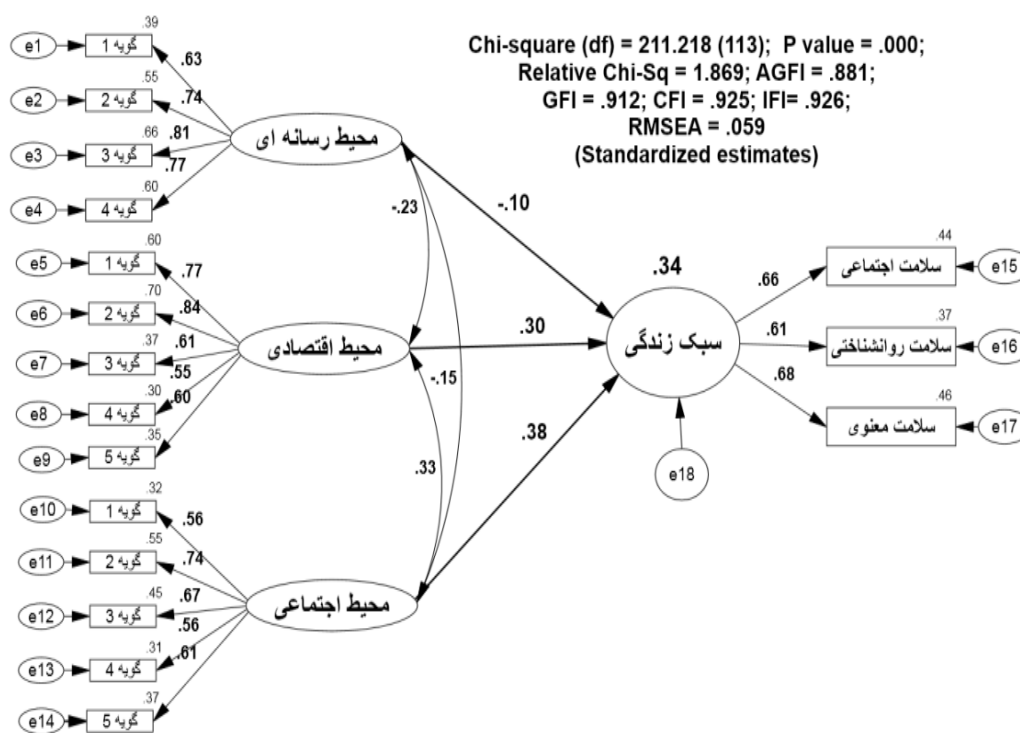 Chi-square (df) = 211.218 (113); P value = .000;
Relative Chi-Sq = 1.869; AGFI = .881;
GFI = .912; CFI = .925; IFI= .926;
RMSEA = .059
(Standardized estimates)
.39
e1
گویه 1
.63
.55
e2
گویه 2
.74
.66
e3
گویه 3
.81
.77
.60
e4
گویه 4
محیط رسانه ای
-.23
-.10
.60
e5
گویه 1
.77
.70
e6
گویه 2
.84
.37
e7
گویه 3
.61
.55
.30
e8
گویه 4
.60
.35
e9
گویه 5
محیط اقتصادی
.30
-.15
.33
.32
e10
گویه 1
.56
.55
e11
گویه 2
.74
.45
e12
گویه 3
.67
.56
.31
e13
گویه 4
.61
.37
e14
گویه 5
محیط اجتماعی
.38
.34
سبک زندگی
e18
.66
.44
سلامت اجتماعی
e15
.61
.37
سلامت روانشناختی
e16
.68
.46
سلامت معنوی
e17